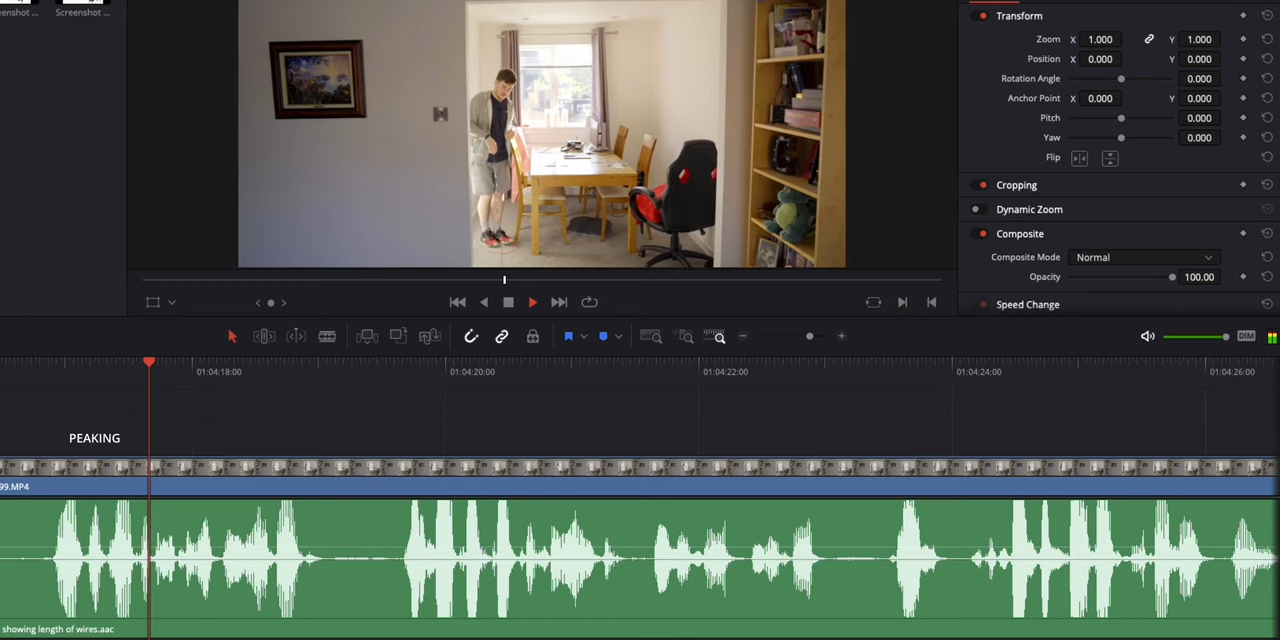 enshot ...
Screenshot ...
Transform
Zoom X 1.000 Y 1.000
Position X 0.000 Y 0.000
Rotation Angle 0.000
Anchor Point X 0.000 Y 0.000
Pitch 0.000
Yaw 0.000
Flip
Cropping
Dynamic Zoom
Composite
Composite Mode Normal
Opacity 100.00
Speed Change
DIM
01:04:18:00 01:04:20:00 01:04:22:00 01:04:24:00 01:04:26:00
PEAKING
99.MP4
showing length of wires.aac